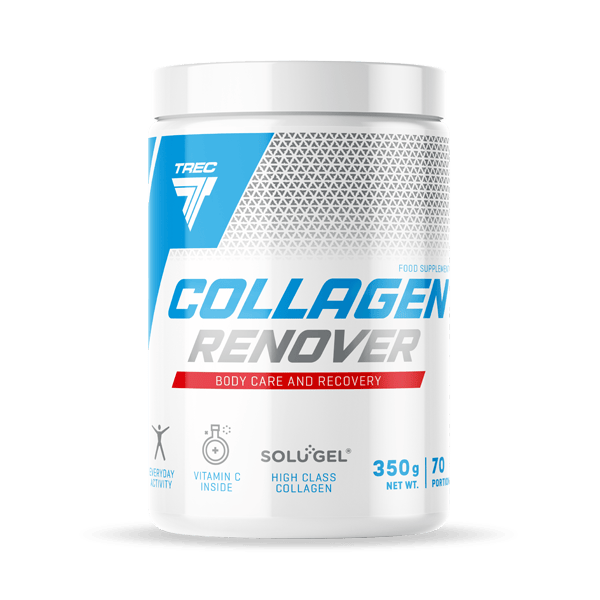 TREC
FOOD SUPPLEMENT
COLLAGEN
RENOVER
BODY CARE AND RECOVERY
EVERYDAY
ACTIVITY
VITAMIN C
INSIDE
SOLUGEL®
HIGH CLASS
COLLAGEN
350g
NET WT.
70
PORTION